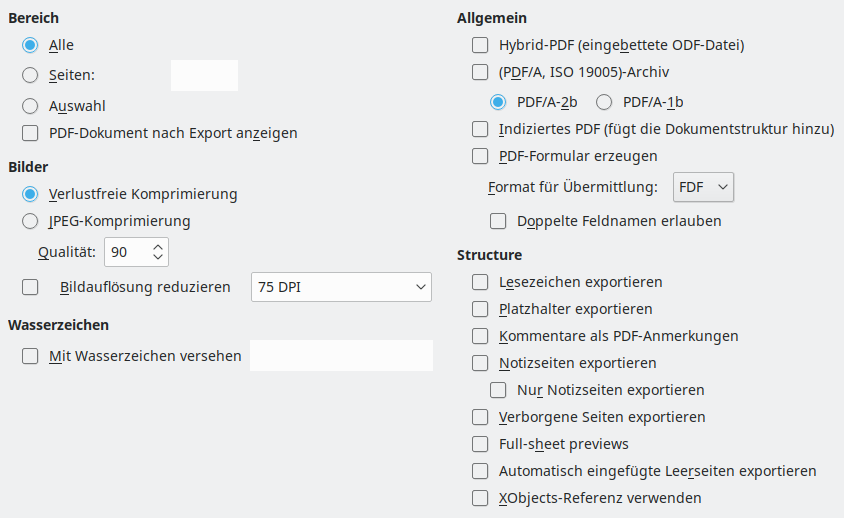 Bereich
Alle
Seiten:
Auswahl
PDF-Dokument nach Export anzeigen
Bilder
Verlustfreie Komprimierung
JPEG-Komprimierung
Qualität: 90
Bildauflösung reduzieren 75 DPI
Wasserzeichen
Mit Wasserzeichen versehen
Allgemein
Hybrid-PDF (eingebettete ODF-Datei)
(PDF/A, ISO 19005)-Archiv
PDF/A-2b PDF/A-1b
Indiziertes PDF (fügt die Dokumentstruktur hinzu)
PDF-Formular erzeugen
Format für Übermittlung: FDF
Doppelte Feldnamen erlauben
Structure
Lesezeichen exportieren
Platzhalter exportieren
Kommentare als PDF-Anmerkungen
Notizseiten exportieren
Nur Notizseiten exportieren
Verborgene Seiten exportieren
Full-sheet previews
Automatisch eingefügte Leerseiten exportieren
XObjects-Referenz verwenden